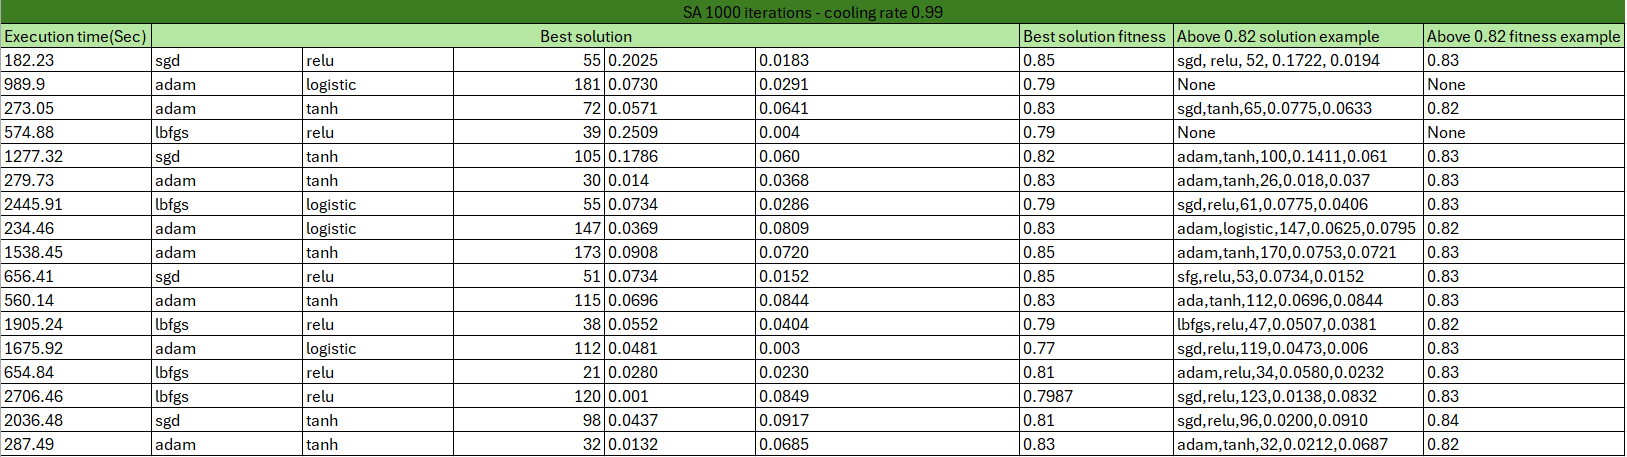 SA 1000 iterations - cooling rate 0.99
Execution time(Sec) Best solution Best solution fitness Above 0.82 solution example Above 0.82 fitness example
182.23 sgd relu 55 0.2025 0.0183 0.85 sgd, relu, 52, 0.1722, 0.0194 0.83
989.9 adam logistic 181 0.0730 0.0291 0.79 None None
273.05 adam tanh 72 0.0571 0.0641 0.83 sgd,tanh,65,0.0775,0.0633 0.82
574.88 lbfgs relu 39 0.2509 0.004 0.79 None None
1277.32 sgd tanh 105 0.1786 0.060 0.82 adam,tanh,100,0.1411,0.061 0.83
279.73 adam tanh 30 0.014 0.0368 0.83 adam,tanh,26,0.018,0.037 0.83
2445.91 lbfgs logistic 55 0.0734 0.0286 0.79 sgd,relu,61,0.0775,0.0406 0.83
234.46 adam logistic 147 0.0369 0.0809 0.83 adam,logistic,147,0.0625,0.0795 0.82
1538.45 adam tanh 173 0.0908 0.0720 0.85 adam,tanh,170,0.0753,0.0721 0.83
656.41 sgd relu 51 0.0734 0.0152 0.85 sfg,relu,53,0.0734,0.0152 0.83
560.14 adam tanh 115 0.0696 0.0844 0.83 ada,tanh,112,0.0696,0.0844 0.83
1905.24 lbfgs relu 38 0.0552 0.0404 0.79 lbfgs,relu,47,0.0507,0.0381 0.82
1675.92 adam logistic 112 0.0481 0.003 0.77 sgd,relu,119,0.0473,0.006 0.83
654.84 lbfgs relu 21 0.0280 0.0230 0.81 adam,relu,34,0.0580,0.0232 0.83
2706.46 lbfgs relu 120 0.001 0.0849 0.7987 sgd,relu,123,0.0138,0.0832 0.83
2036.48 sgd tanh 98 0.0437 0.0917 0.81 sgd,relu,96,0.0200,0.0910 0.84
287.49 adam tanh 32 0.0132 0.0685 0.83 adam,tanh,32,0.0212,0.0687 0.82